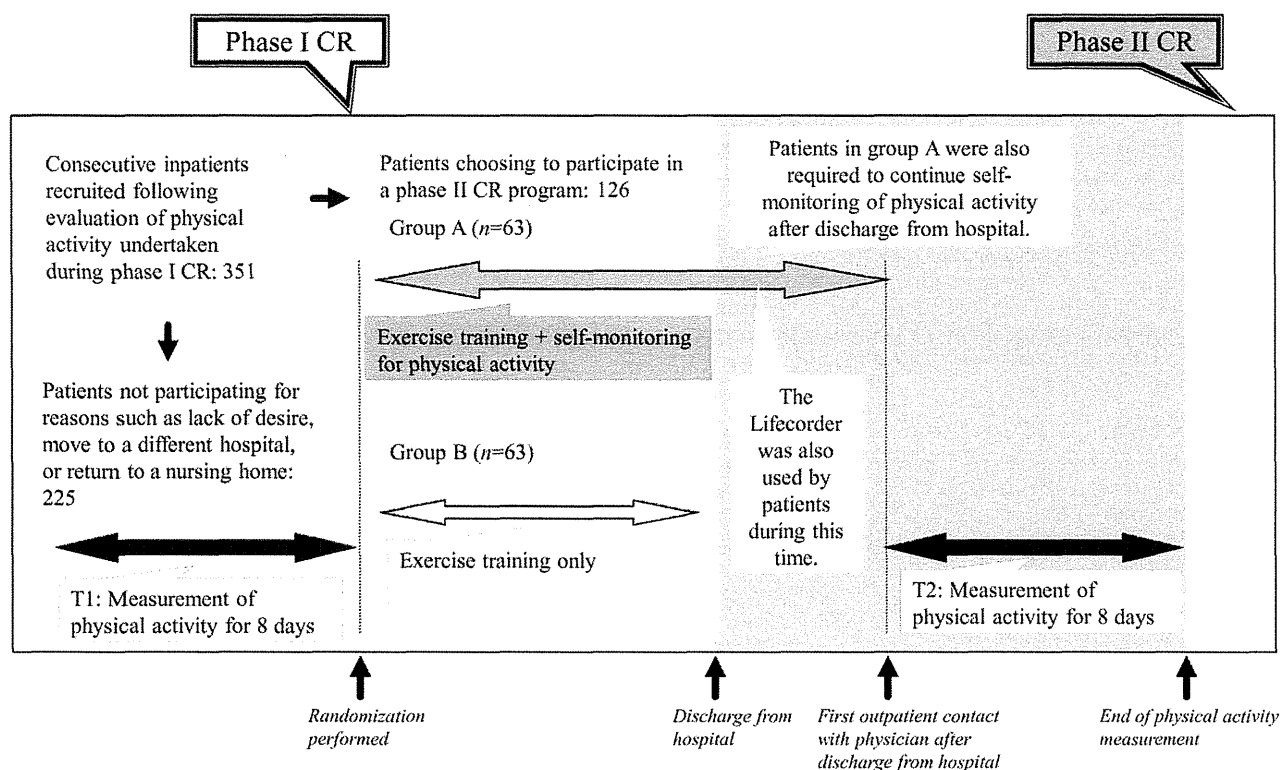 Phase I CR
Phase II CR
Consecutive inpatients
recruited following
evaluation of physical
activity undertaken
during phase I CR: 351
Patients not participating for
reasons such as lack of desire,
move to a different hospital,
or return to a nursing home:
225
T1: Measurement of
physical activity for 8 days
Patients choosing to participate in
a phase II CR program: 126
Group A (n=63)
Exercise training + self-monitoring
for physical activity
Group B (n=63)
Exercise training only
Patients in group A were also
required to continue self-
monitoring of physical activity
after discharge from hospital.
The
Lifecorder
was also
used by
patients
during this
time.
T2: Measurement of
physical activity for 8 days
Randomization
performed
Discharge from
hospital
First outpatient contact
with physician after
discharge from hospital
End of physical activity
measurement